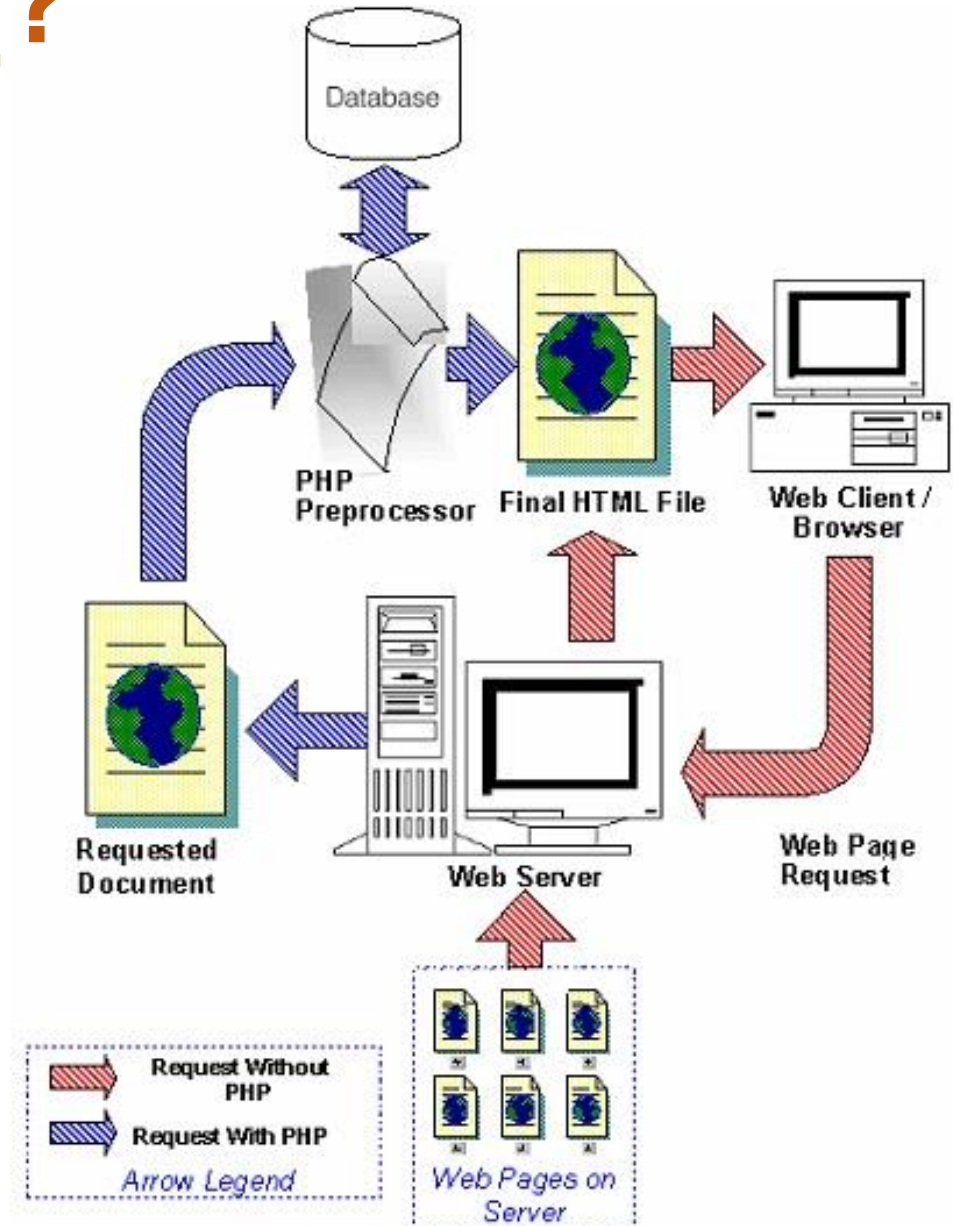 ?
Database
PHP
Preprocessor
Final HTML File
Web Client /
Browser
Requested
Document
Web Server
Web Page
Request
Request Without
PHP
Request With PHP
Arrow Legend
Web Pages on
Server